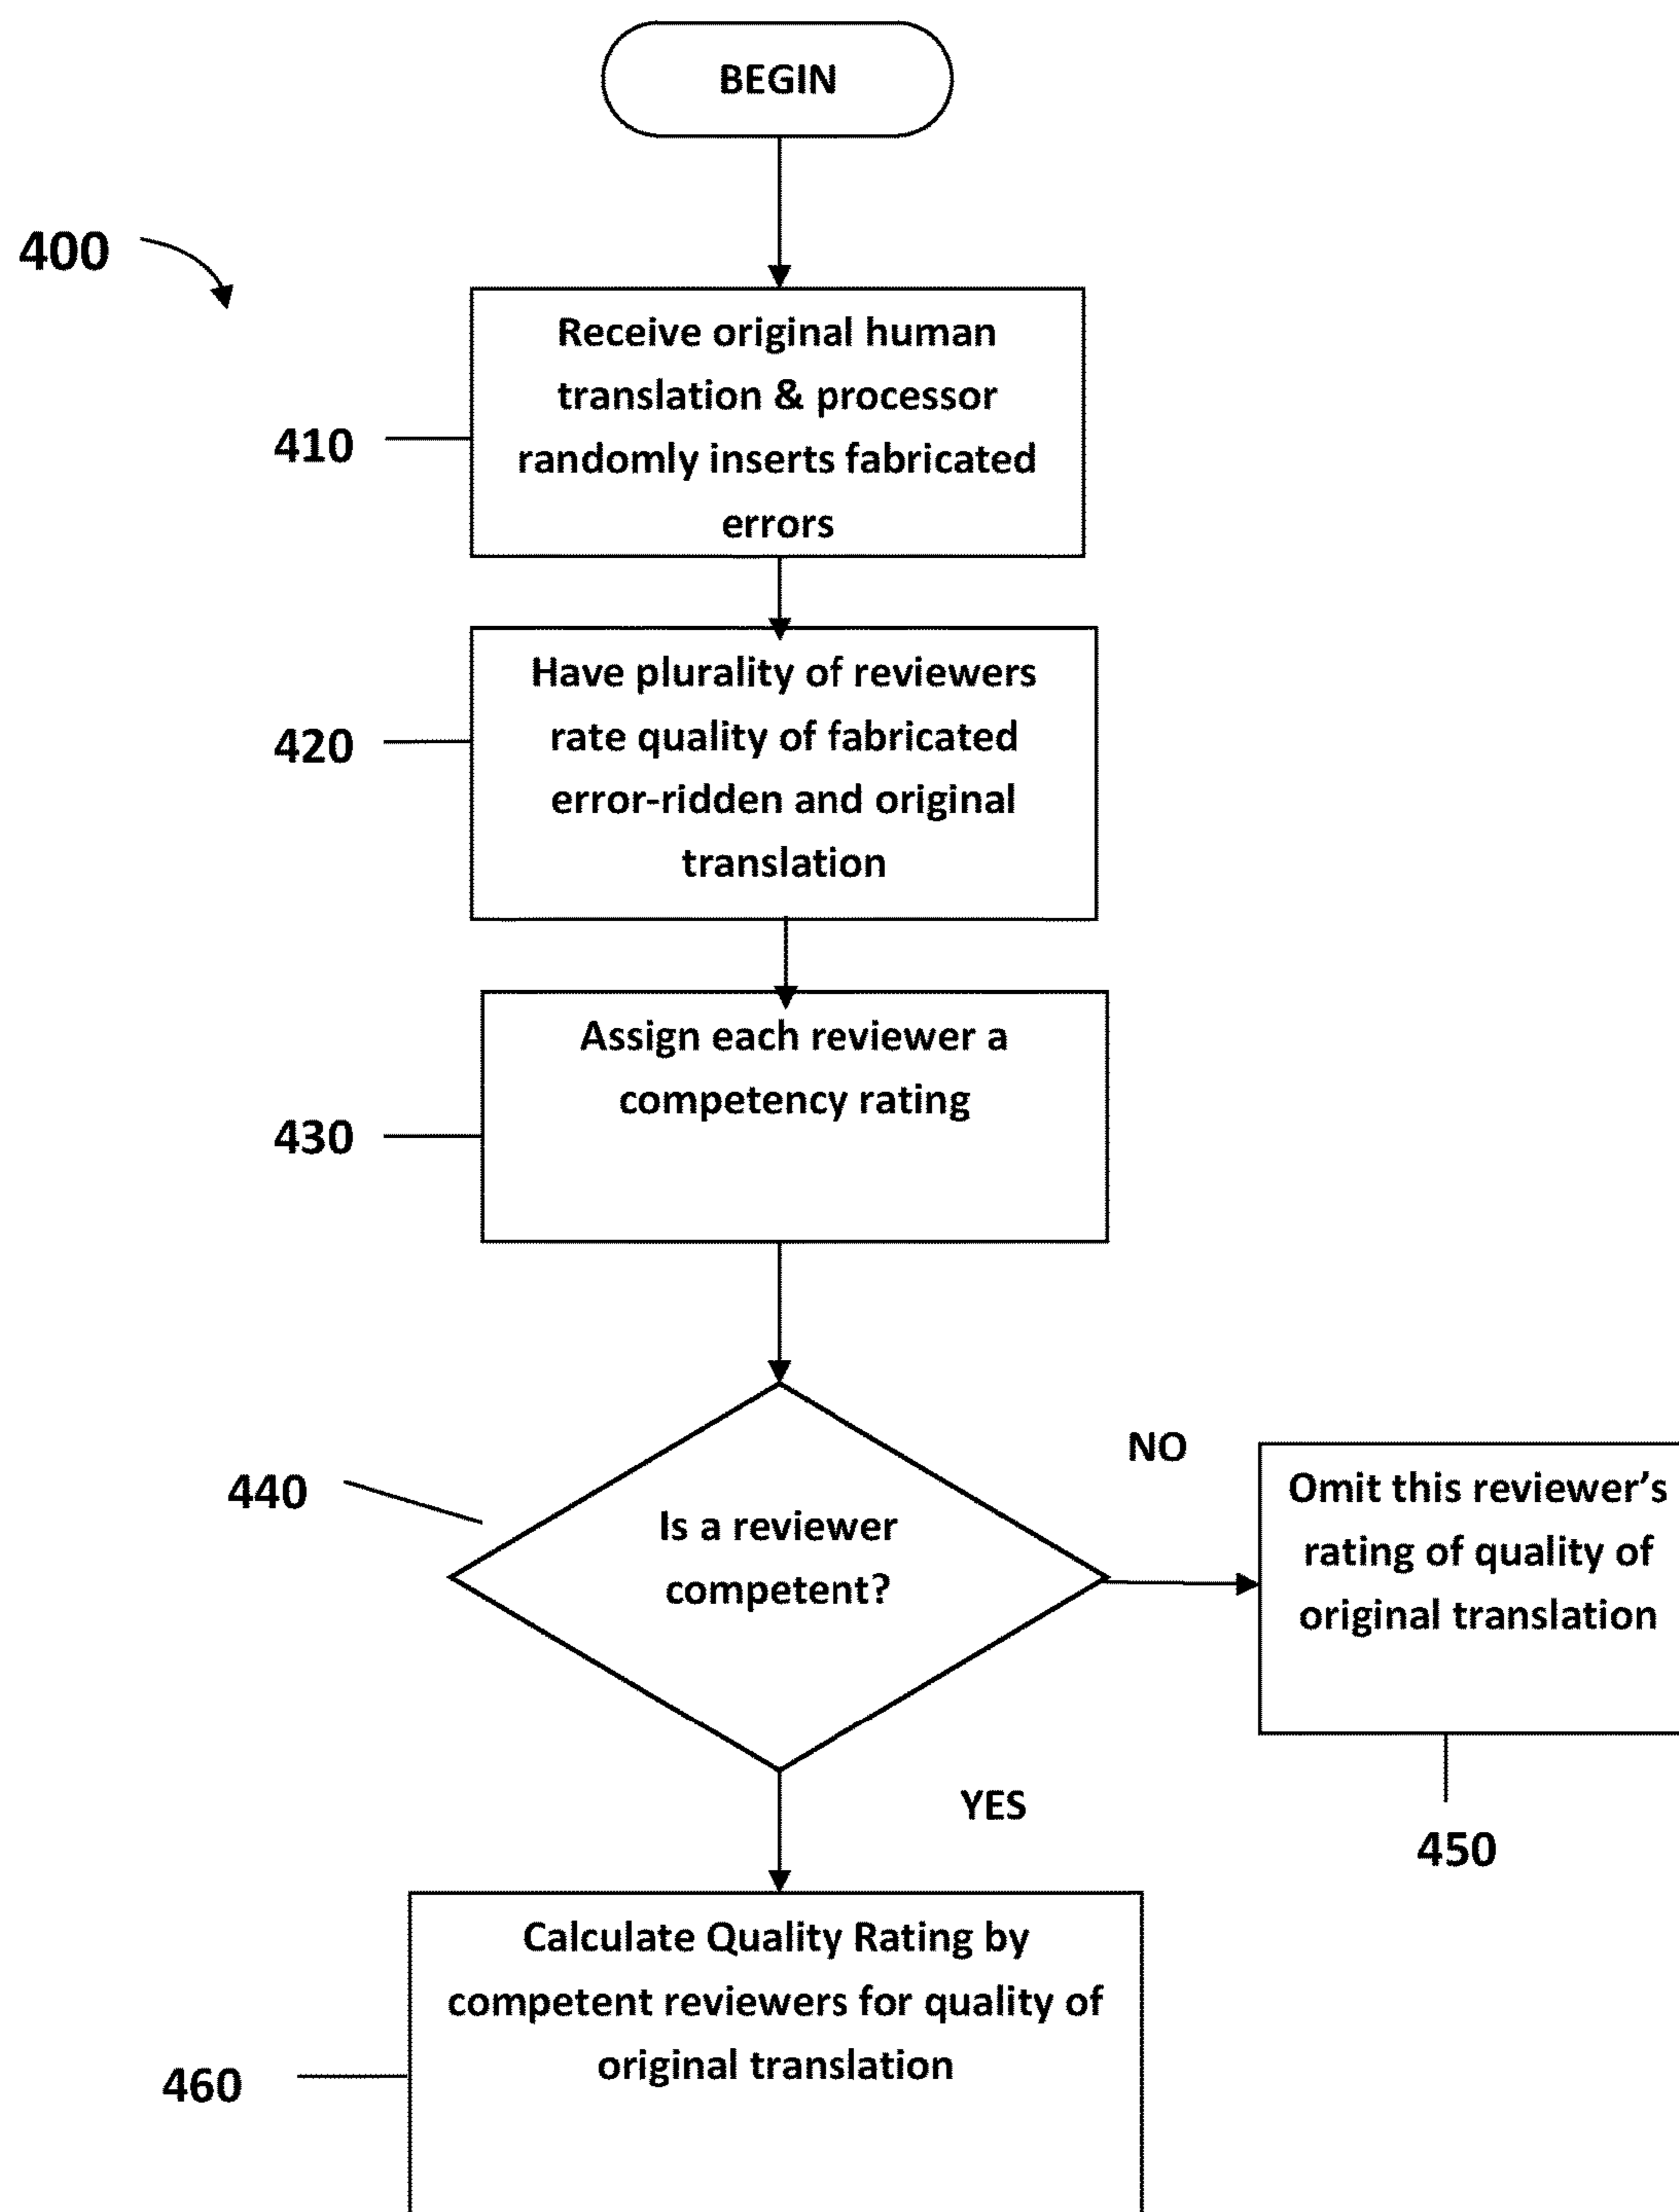 BEGIN
400
Receive original human
translation & processor
randomly inserts fabricated
errors
410
Have plurality of reviewers
rate quality of fabricated
error-ridden and original
translation
420
Assign each reviewer a
competency rating
430
440
Is a reviewer
competent?
NO
Omit this reviewer’s
rating of quality of
original translation
450
YES
Calculate Quality Rating by
competent reviewers for quality of
original translation
460